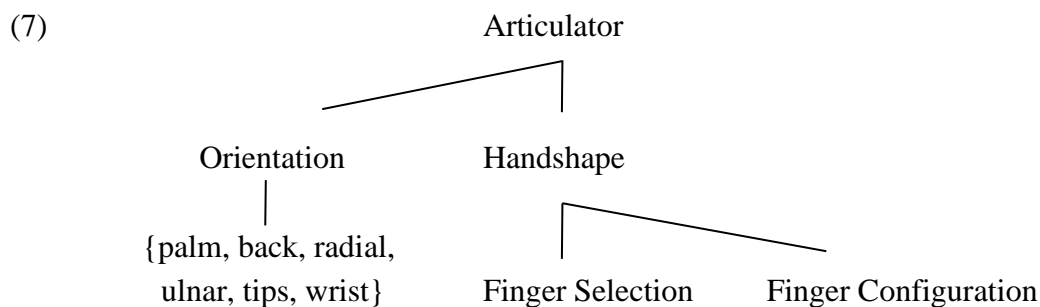 (7) Articulator
Orientation Handshape
{palm, back, radial,
ulnar, tips, wrist} Finger Selection Finger Configuration